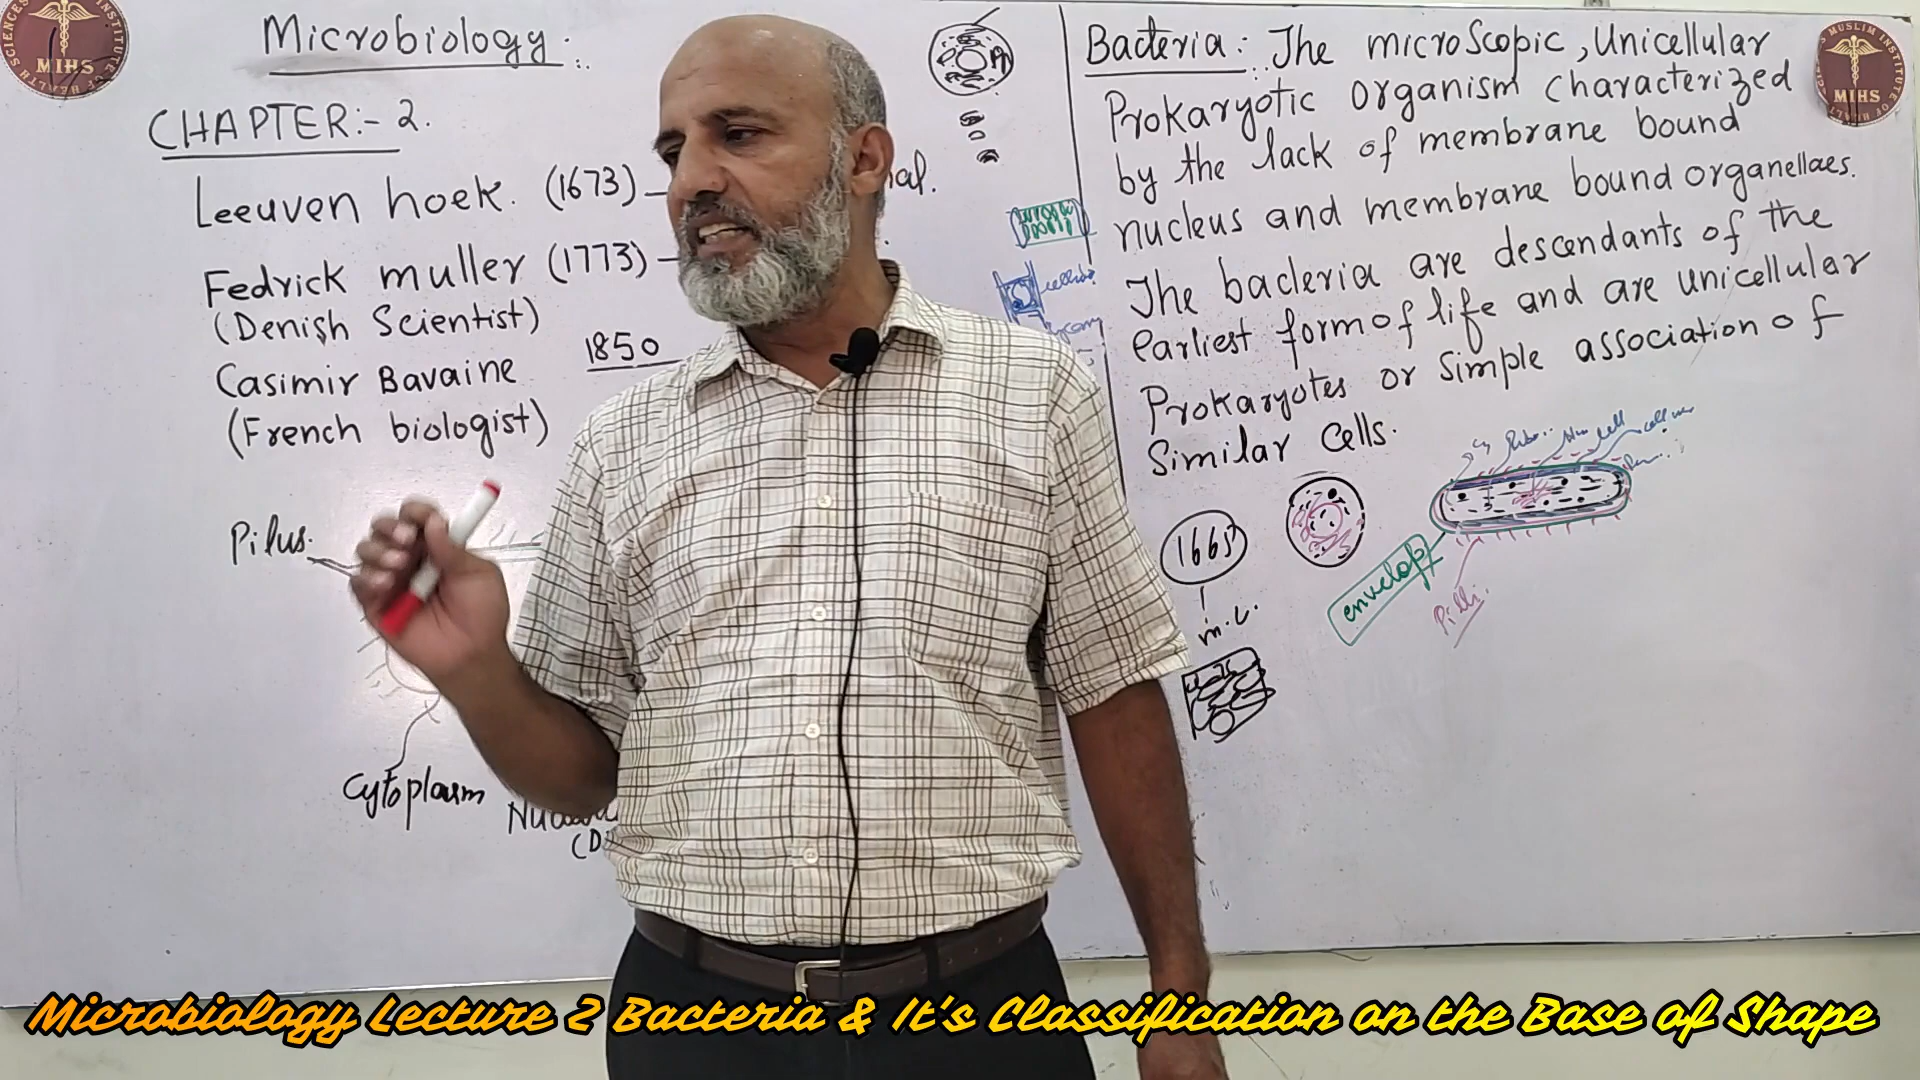 Microbiology:
CHAPTER:- 2.
Leeuven hoek. (1673)
Fedrick muller (1773)
(Denish Scientist)
Casimir Bavaine
1850
(French biologist)
Pilus.
Cytoplasm
Bacteria: The microscopic, Unicellular
Prokaryotic organism characterized
by the lack of membrane bound
nucleus and membrane bound organellaes.
The bacleria are descendants of the
earliest form of life and are unicellular
Prokaryotes or simple association of
Similar Cells.
1665
m.c.
envelop
Pilli.
MIHS
MIHS
Microbiology Lecture 2 Bacteria & It's Classification on the Base of Shape